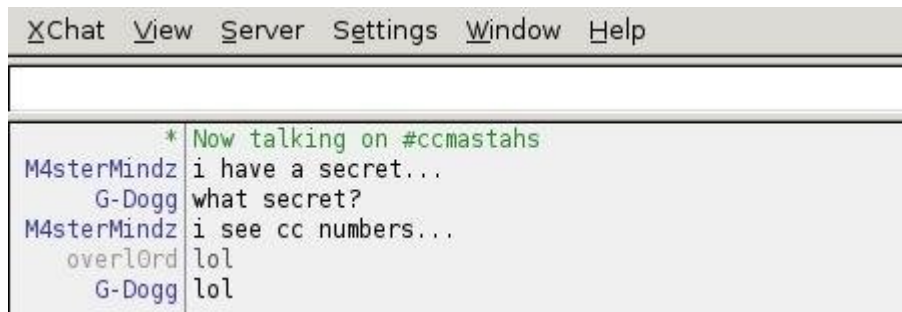 XChat View Server Settings Window Help
* Now talking on #ccmastahs
M4sterMindz i have a secret...
G-Dogg what secret?
M4sterMindz i see cc numbers...
overl0rd lol
G-Dogg lol